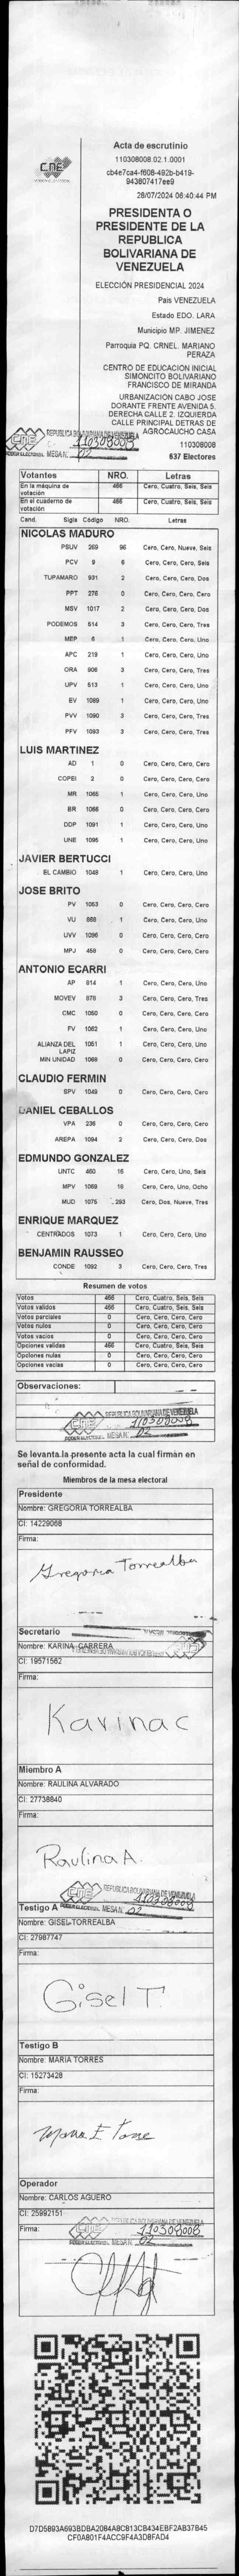 Acta de escrutinio
110308008.02.1.0001
cb4e7ca4-f608-492b-b419-
943807417ee9
28/07/2024 06:40:44 PM
CNE
PRESIDENTA O
PRESIDENTE DE LA
REPUBLICA
BOLIVARIANA DE
VENEZUELA
ELECCIÓN PRESIDENCIAL 2024
Pais VENEZUELA
Estado EDO. LARA
Municipio MP. JIMENEZ
Parroquia PQ. CRNEL. MARIANO
PERAZA
CENTRO DE EDUCACION INICIAL
SIMONCITO BOLIVARIANO
FRANCISCO DE MIRANDA
URBANIZACIÓN CABO JOSE
DORANTE FRENTE AVENIDA 5.
DERECHA CALLE 2. IZQUIERDA
CALLE PRINCIPAL DETRAS DE
AGROCAUCHO CASA
110308008
637 Electores
CNE REPUBLICA BOLIVARIANA DE VENEZUELA
110308008
PODER ELECTORAL MESA N. 02
Votantes NRO. Letras
En la máquina de votación 466 Cero, Cuatro, Seis, Seis
En el cuaderno de votación 466 Cero, Cuatro, Seis, Seis
Cand. Sigla Código NRO. Letras
NICOLAS MADURO
PSUV 269 96 Cero, Cero, Nueve, Seis
PCV 9 6 Cero, Cero, Cero, Seis
TUPAMARO 931 2 Cero, Cero, Cero, Dos
PPT 276 0 Cero, Cero, Cero, Cero
MSV 1017 2 Cero, Cero, Cero, Dos
PODEMOS 514 3 Cero, Cero, Cero, Tres
MEP 6 1 Cero, Cero, Cero, Uno
APC 219 1 Cero, Cero, Cero, Uno
ORA 906 3 Cero, Cero, Cero, Tres
UPV 513 1 Cero, Cero, Cero, Uno
EV 1089 1 Cero, Cero, Cero, Uno
PVV 1090 3 Cero, Cero, Cero, Tres
PFV 1093 3 Cero, Cero, Cero, Tres
LUIS MARTINEZ
AD 1 0 Cero, Cero, Cero, Cero
COPEI 2 0 Cero, Cero, Cero, Cero
MR 1065 1 Cero, Cero, Cero, Uno
BR 1066 0 Cero, Cero, Cero, Cero
DDP 1091 1 Cero, Cero, Cero, Uno
UNE 1095 1 Cero, Cero, Cero, Uno
JAVIER BERTUCCI
EL CAMBIO 1048 1 Cero, Cero, Cero, Uno
JOSE BRITO
PV 1053 0 Cero, Cero, Cero, Cero
VU 888 1 Cero, Cero, Cero, Uno
UVV 1096 0 Cero, Cero, Cero, Cero
MPJ 459 0 Cero, Cero, Cero, Cero
ANTONIO ECARRI
AP 814 1 Cero, Cero, Cero, Uno
MOVEV 878 3 Cero, Cero, Cero, Tres
CMC 1050 0 Cero, Cero, Cero, Cero
FV 1052 1 Cero, Cero, Cero, Uno
ALIANZA DEL LAPIZ 1051 1 Cero, Cero, Cero, Uno
MIN UNIDAD 1068 0 Cero, Cero, Cero, Cero
CLAUDIO FERMIN
SPV 1049 0 Cero, Cero, Cero, Cero
DANIEL CEBALLOS
VPA 236 0 Cero, Cero, Cero, Cero
AREPA 1094 2 Cero, Cero, Cero, Dos
EDMUNDO GONZALEZ
UNTC 460 16 Cero, Cero, Uno, Seis
MPV 1069 18 Cero, Cero, Uno, Ocho
MUD 1075 293 Cero, Dos, Nueve, Tres
ENRIQUE MARQUEZ
CENTRADOS 1073 1 Cero, Cero, Cero, Uno
BENJAMIN RAUSSEO
CONDE 1092 3 Cero, Cero, Cero, Tres
Resumen de votos
Votos 466 Cero, Cuatro, Seis, Seis
Votos validos 466 Cero, Cuatro, Seis, Seis
Votos parciales 0 Cero, Cero, Cero, Cero
Votos nulos 0 Cero, Cero, Cero, Cero
Votos vacios 0 Cero, Cero, Cero, Cero
Opciones validas 466 Cero, Cuatro, Seis, Seis
Opciones nulas 0 Cero, Cero, Cero, Cero
Opciones vacias 0 Cero, Cero, Cero, Cero
Observaciones:
CNE REPUBLICA BOLIVARIANA DE VENEZUELA
110308008
PODER ELECTORAL MESA N. 02
Se levanta la presente acta la cual firman en
señal de conformidad.
Miembros de la mesa electoral
Presidente
Nombre: GREGORIA TORREALBA
CI: 14229068
Firma:
Gregoria Torrealba
Secretario
Nombre: KARINA CARRERA
CI: 19571562
Firma:
Karina C
Miembro A
Nombre: RAULINA ALVARADO
CI: 27736640
Firma:
Raulina A.
CNE REPUBLICA BOLIVARIANA DE VENEZUELA
110308008
PODER ELECTORAL MESA N. 02
Testigo A
Nombre: GISEL TORREALBA
CI: 27987747
Firma:
Gisel T.
Testigo B
Nombre: MARIA TORRES
CI: 15273428
Firma:
Operador
Nombre: CARLOS AGUERO
CI: 25992151
Firma:
CNE REPUBLICA BOLIVARIANA DE VENEZUELA
110308008
PODER ELECTORAL MESA N. 02
D7D5893A693BDBA2084A8C813CB434EBF2AB37B45
CF0A801F4ACC9F4A3D8FAD4